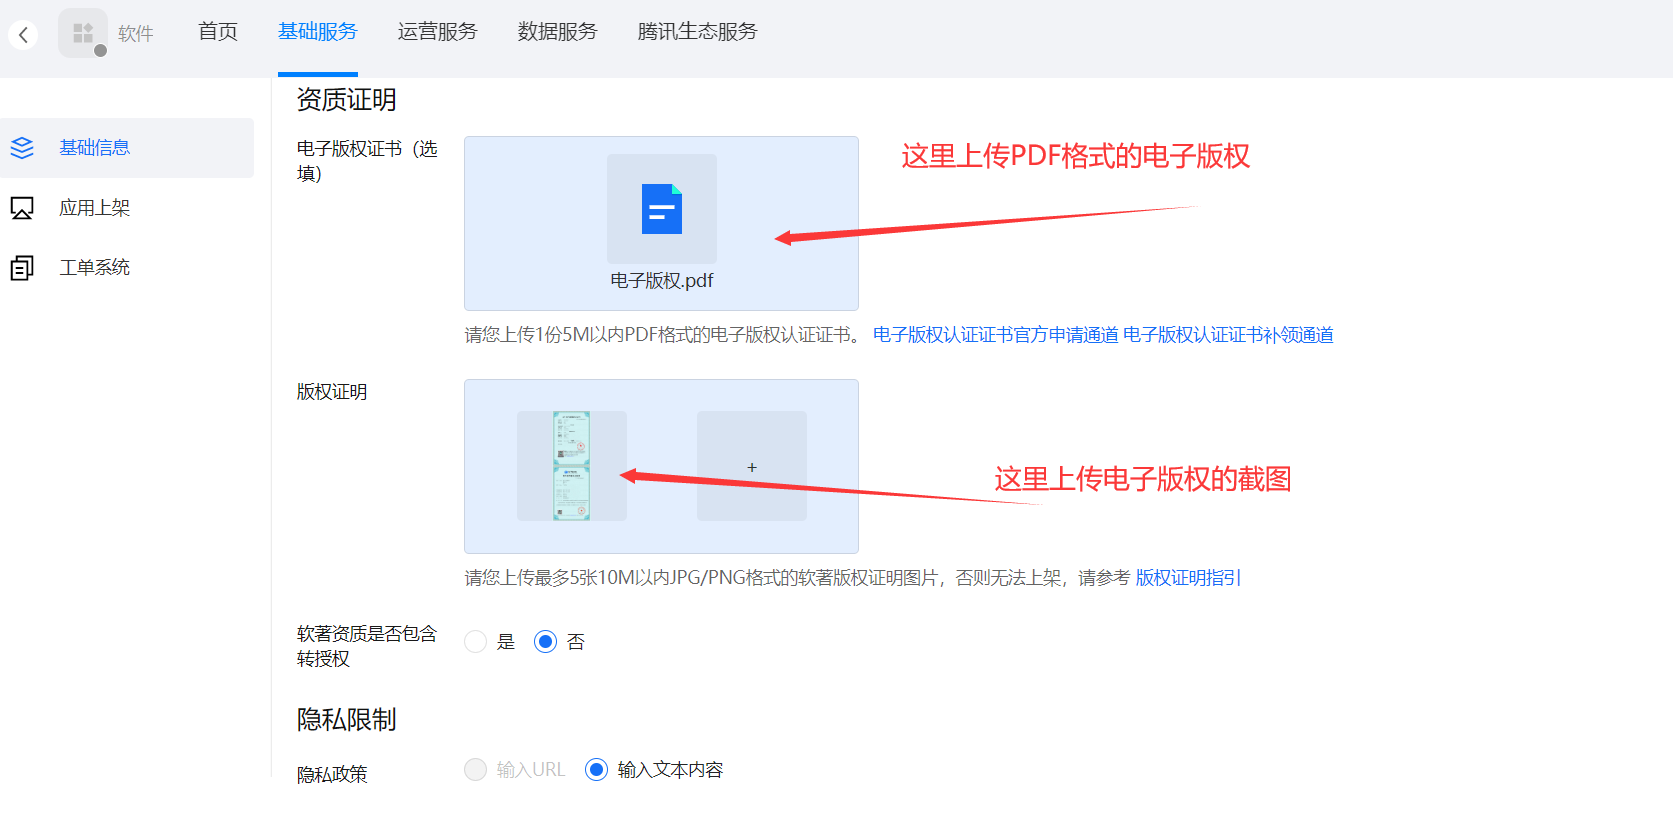 软件 首页 基础服务 运营服务 数据服务 腾讯生态服务
基础信息
应用上架
工单系统
资质证明
电子版权证书（选
填）
电子版权.pdf
这里上传PDF格式的电子版权
请您上传1份5M以内PDF格式的电子版权认证证书。 电子版权认证证书官方申请通道 电子版权认证证书补领通道
版权证明
+
这里上传电子版权的截图
请您上传最多5张10M以内JPG/PNG格式的软著版权证明图片，否则无法上架，请参考 版权证明指引
软著资质是否包含
转授权
是 否
隐私限制
隐私政策
输入URL 输入文本内容